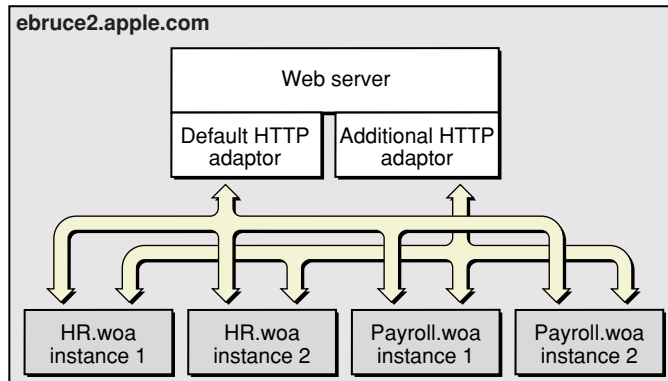 ebruce2.apple.com
Web server
Default HTTP
adaptor
Additional HTTP
adaptor
HR.woa
instance 1
HR.woa
instance 2
Payroll.woa
instance 1
Payroll.woa
instance 2